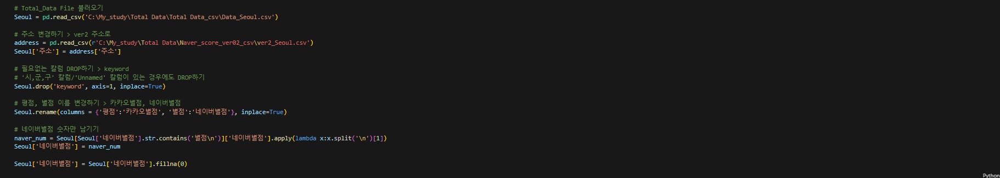 # Total_Data File 불러오기
Seoul = pd.read_csv('C:\My_study\Total Data\Total Data_csv\Data_Seoul.csv')
# 주소 변경하기 > ver2 주소로
address = pd.read_csv(r'C:\My_study\Total Data\Naver_score_ver02_csv\ver2_Seoul.csv')
Seoul['주소'] = address['주소']
# 필요없는 칼럼 DROP하기 > keyword
# '시,군,구' 칼럼/'Unnamed' 칼럼이 있는 경우에도 DROP하기
Seoul.drop('keyword', axis=1, inplace=True)
# 평점, 별점 이름 변경하기 > 카카오별점, 네이버별점
Seoul.rename(columns = {'평점':'카카오별점', '별점':'네이버별점'}, inplace=True)
# 네이버별점 숫자만 남기기
naver_num = Seoul[Seoul['네이버별점'].str.contains('별점\n')]['네이버별점'].apply(lambda x:x.split('\n')[1])
Seoul['네이버별점'] = naver_num
Seoul['네이버별점'] = Seoul['네이버별점'].fillna(0)
Python